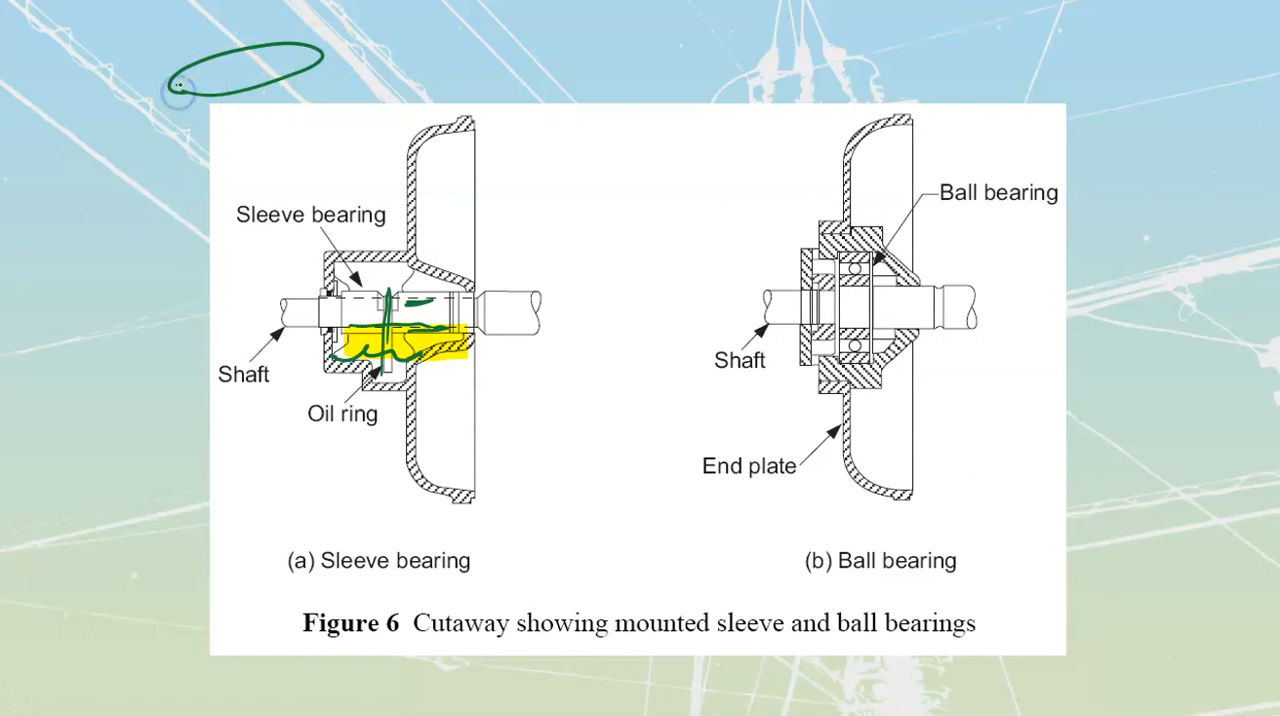 Sleeve bearing
Shaft
Oil ring
(a) Sleeve bearing
Ball bearing
Shaft
End plate
(b) Ball bearing
Figure 6 Cutaway showing mounted sleeve and ball bearings